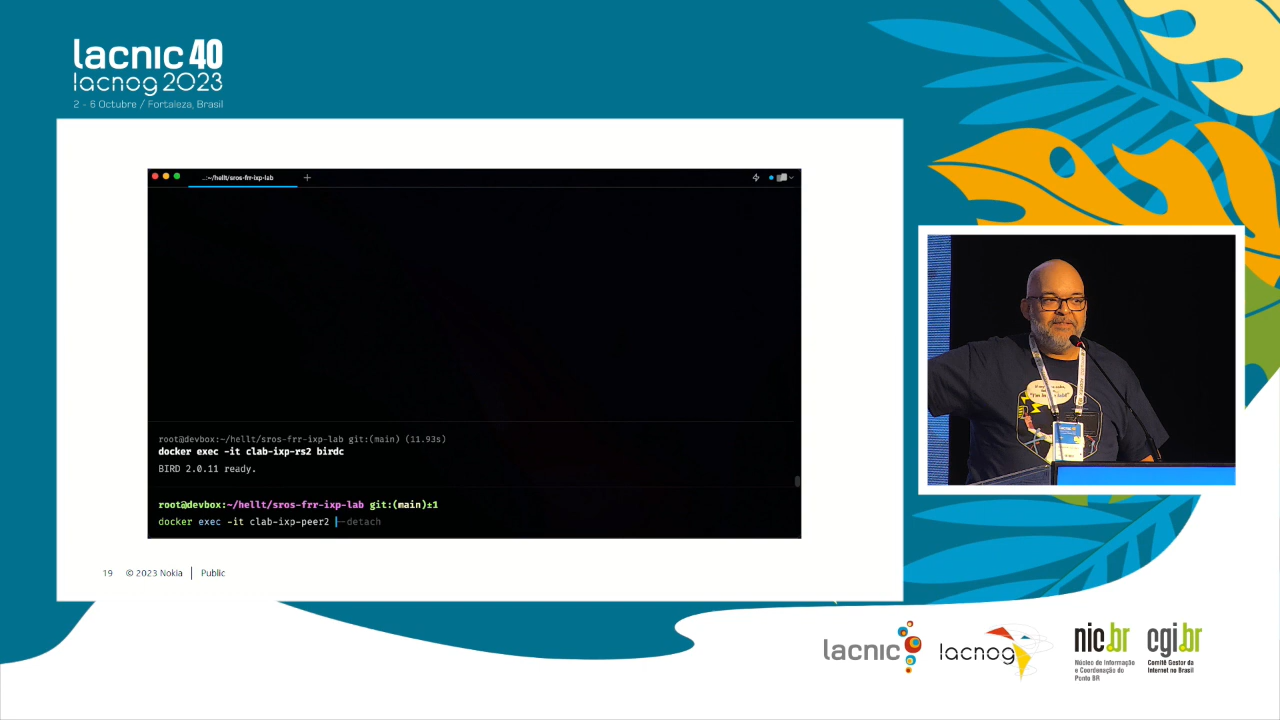 lacnic 40
lacnog 2023
2 - 6 Octubre / Fortaleza, Brasil
..:~/hellt/sros-frr-ixp-lab
root@devbox:~/hellt/sros-frr-ixp-lab git:(main) (11.93s)
docker exec -it clab-ixp-rs2 birdc
BIRD 2.0.11 ready.
root@devbox:~/hellt/sros-frr-ixp-lab git:(main)±1
docker exec -it clab-ixp-peer2 --detach
19 © 2023 Nokia | Public
lacnic
lacnog
nic.br
Núcleo de Informação
e Coordenação do
Ponto BR
cgi.br
Comitê Gestor da
Internet no Brasil